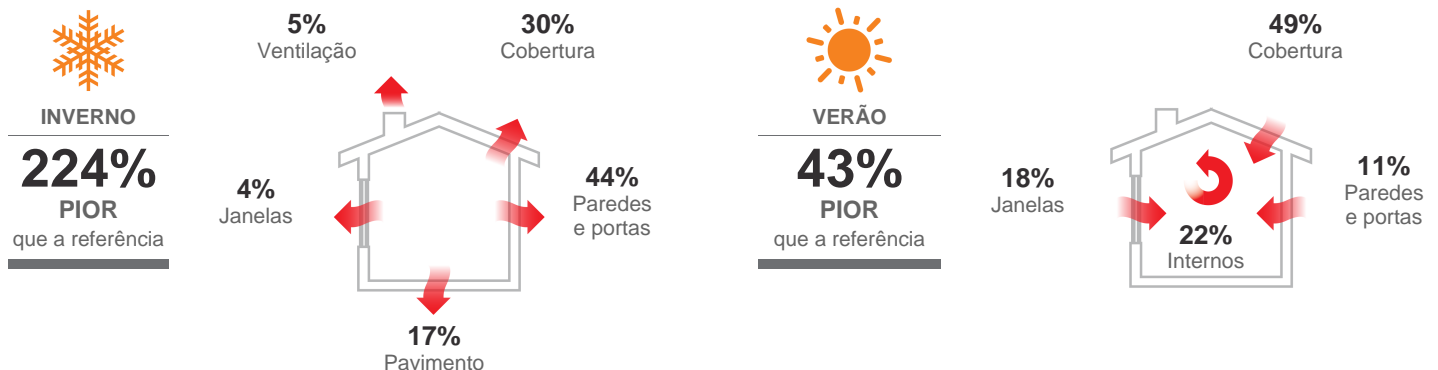 INVERNO
224%
PIOR
que a referência
5%
Ventilação
30%
Cobertura
4%
Janelas
44%
Paredes
e portas
17%
Pavimento
VERÃO
43%
PIOR
que a referência
49%
Cobertura
18%
Janelas
22%
Internos
11%
Paredes
e portas